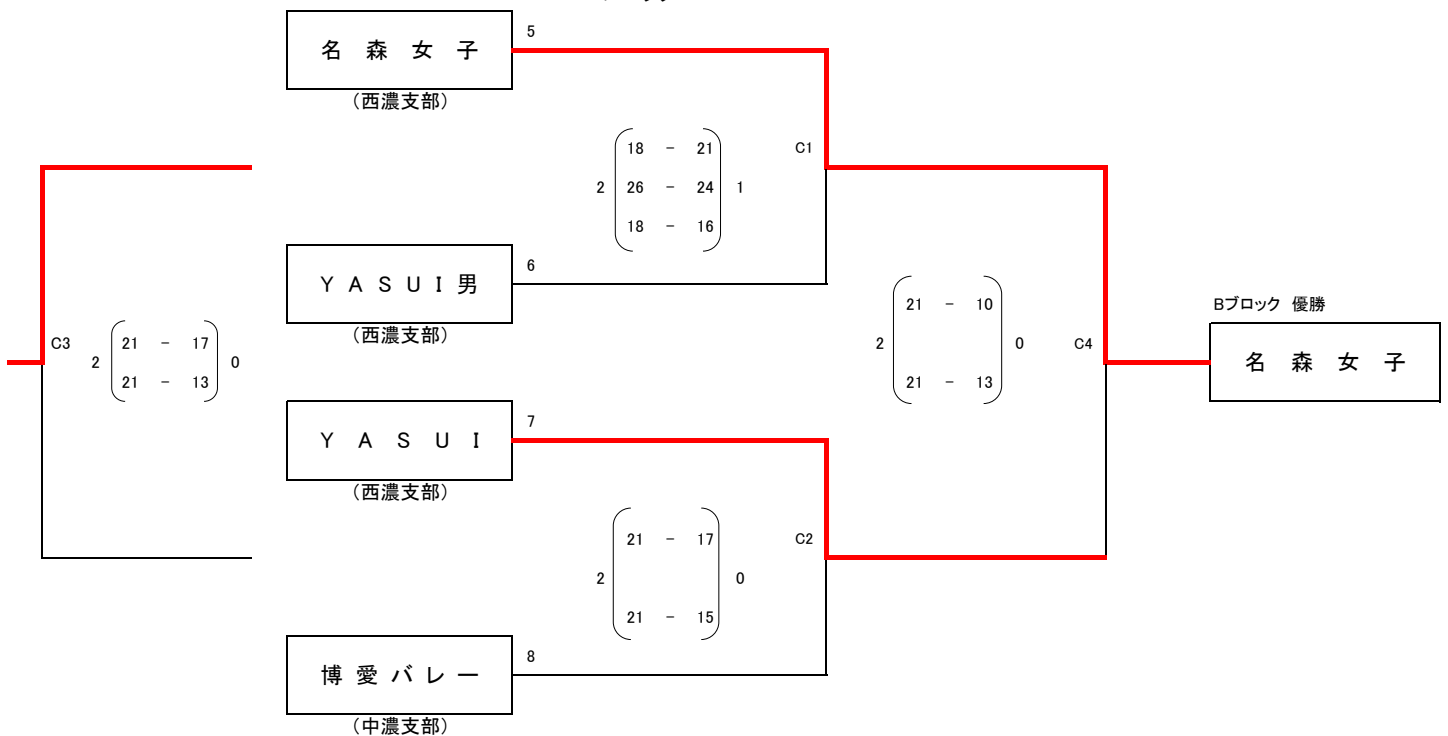 5
名森女子
(西濃支部)
18 - 21
C1
2 26 - 24 1
18 - 16
6
YASUI男
(西濃支部)
21 - 10
Bブロック 優勝
C3
21 - 17
2 0
21 - 13
2 0
C4
名森女子
21 - 13
7
YASUI
(西濃支部)
21 - 17
C2
2 0
21 - 15
8
博愛バレー
(中濃支部)